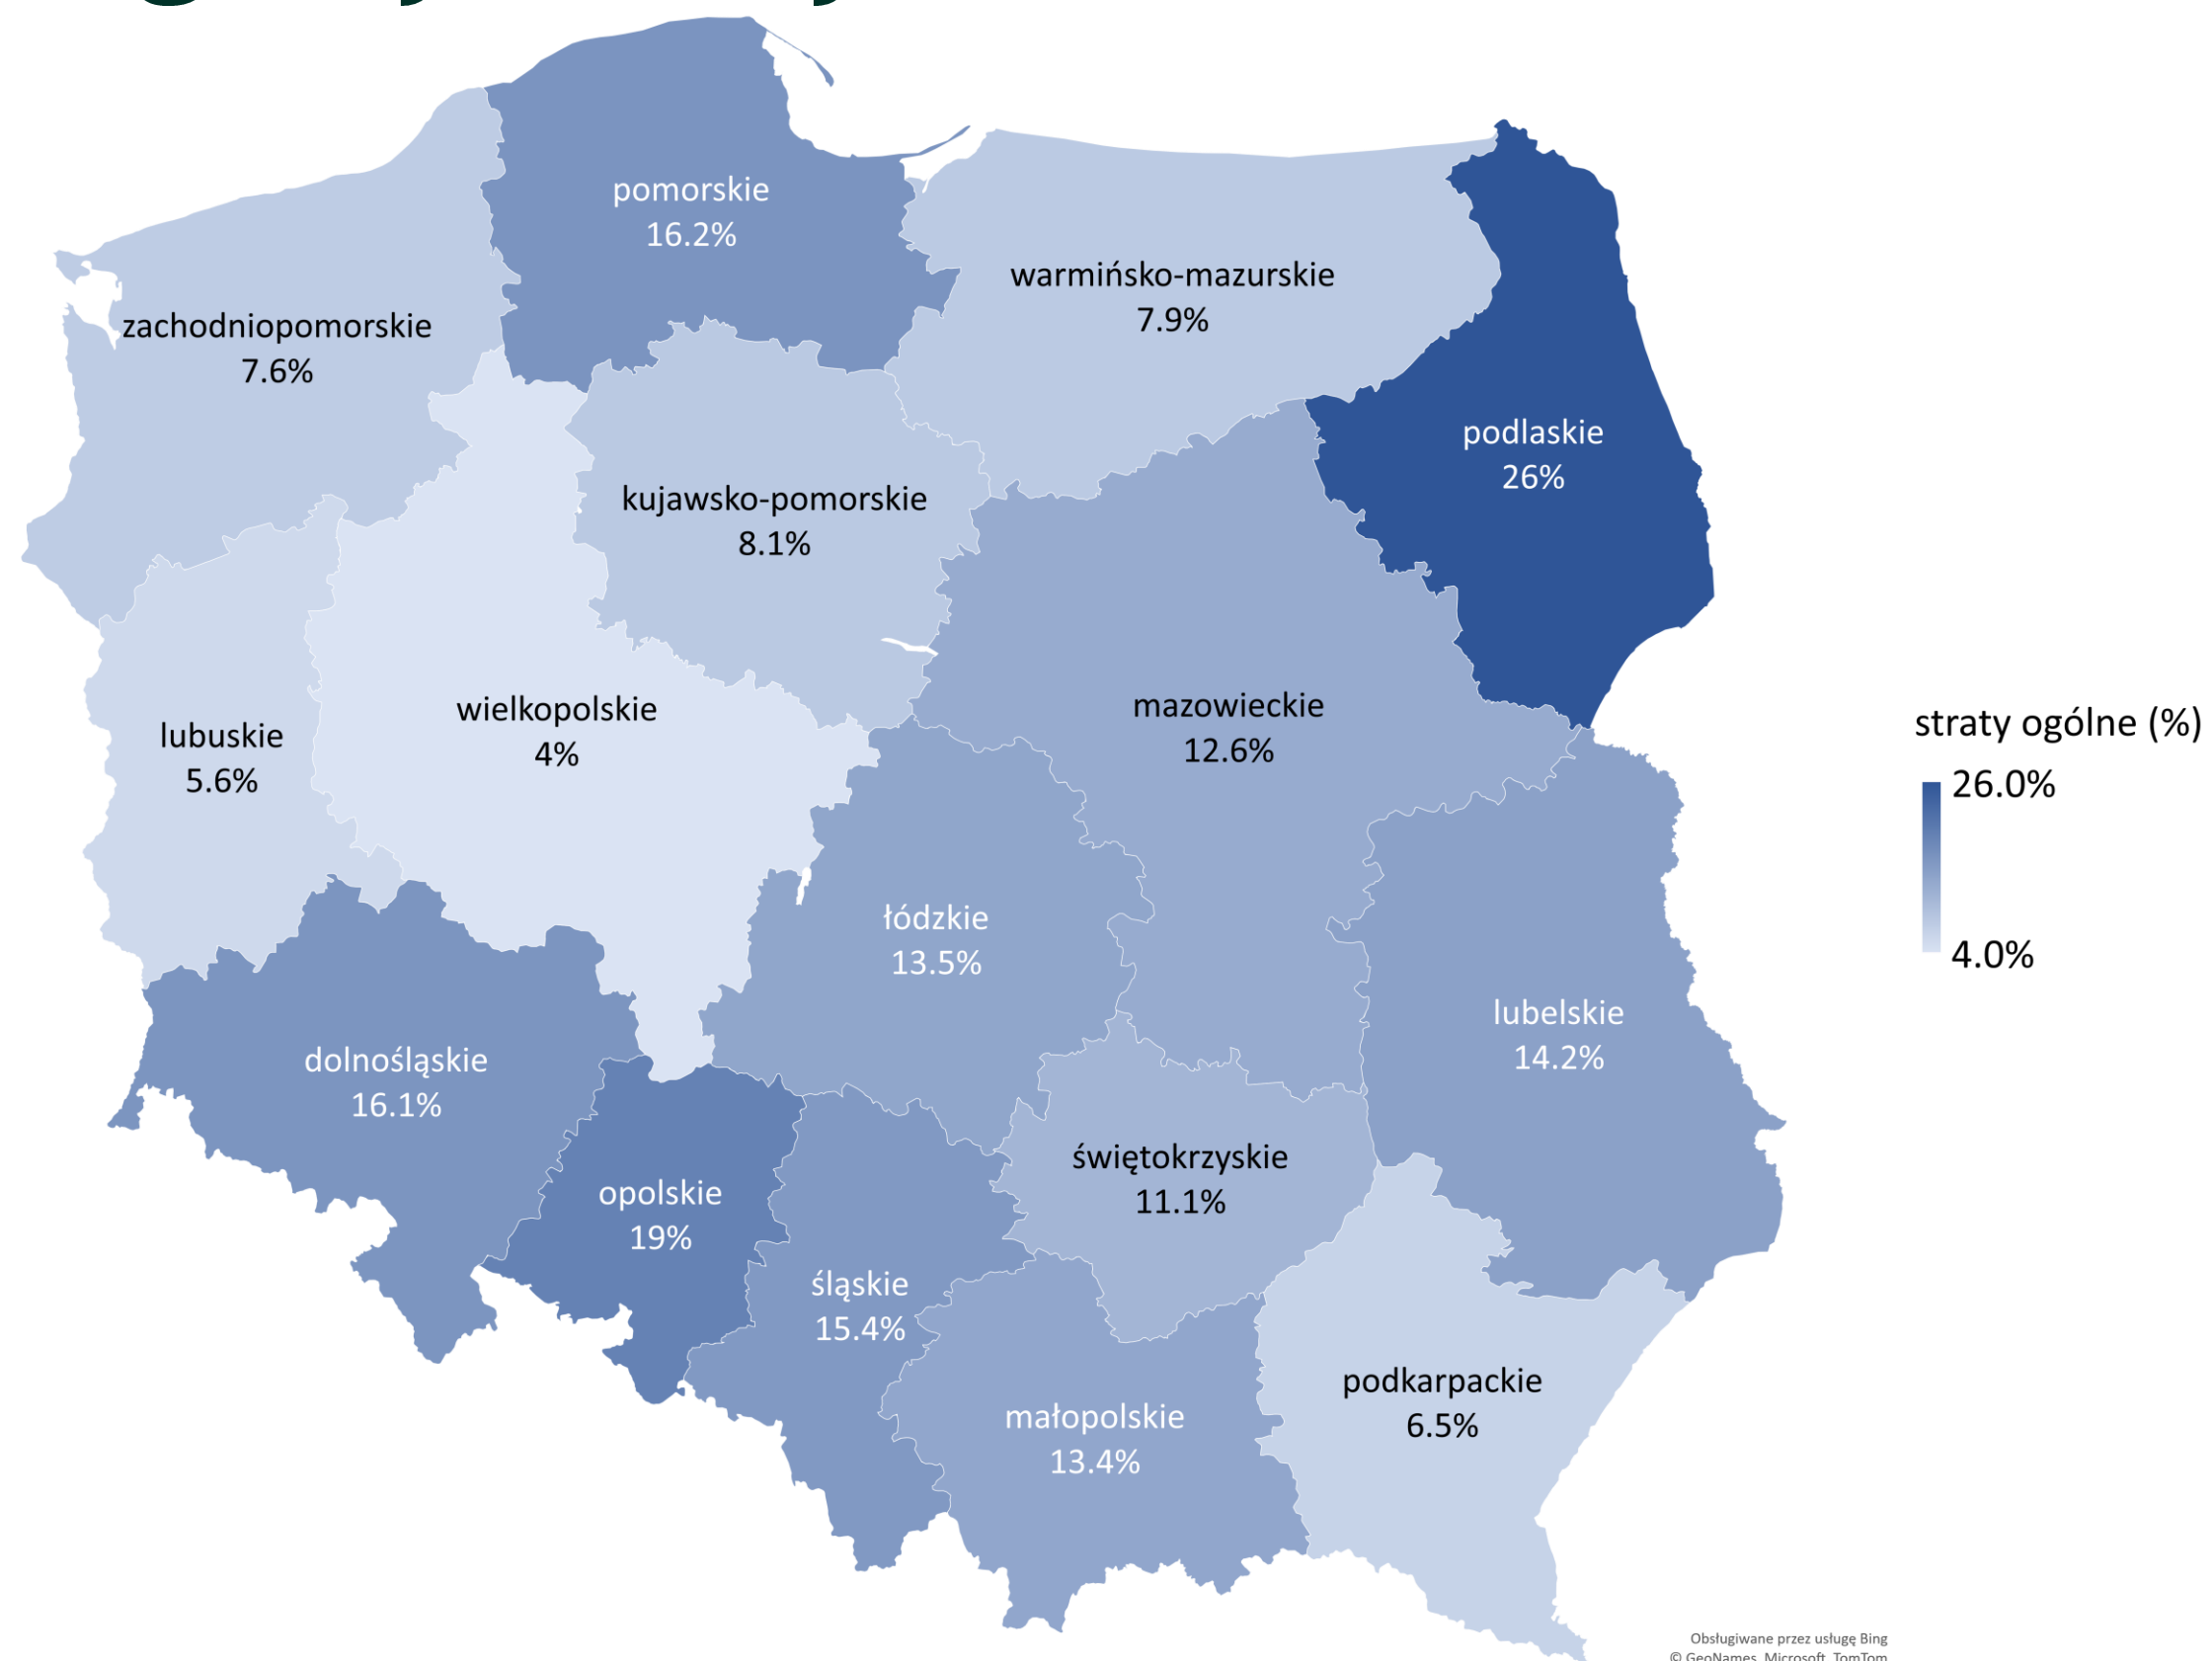 pomorskie
16.2%
warmińsko-mazurskie
7.9%
zachodniopomorskie
7.6%
podlaskie
26%
kujawsko-pomorskie
8.1%
mazowieckie
12.6%
wielkopolskie
4%
lubuskie
5.6%
straty ogólne (%)
26.0%
4.0%
łódzkie
13.5%
lubelskie
14.2%
dolnośląskie
16.1%
świętokrzyskie
11.1%
opolskie
19%
śląskie
15.4%
podkarpackie
6.5%
małopolskie
13.4%
Obsługiwane przez usługę Bing
© GeoNames, Microsoft, TomTom